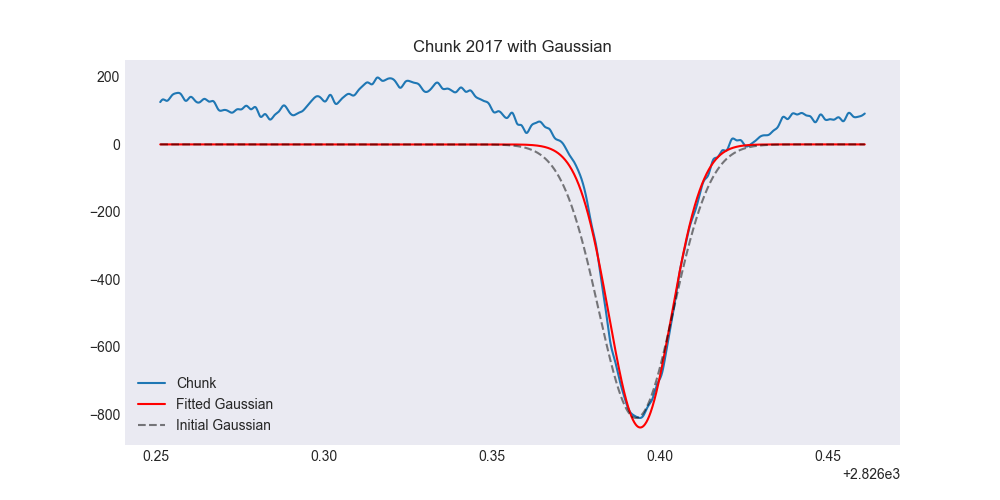 Chunk 2017 with Gaussian
200
0
−200
−400
−600
−800
Chunk
Fitted Gaussian
Initial Gaussian
0.25 0.30 0.35 0.40 0.45
+2.826e3